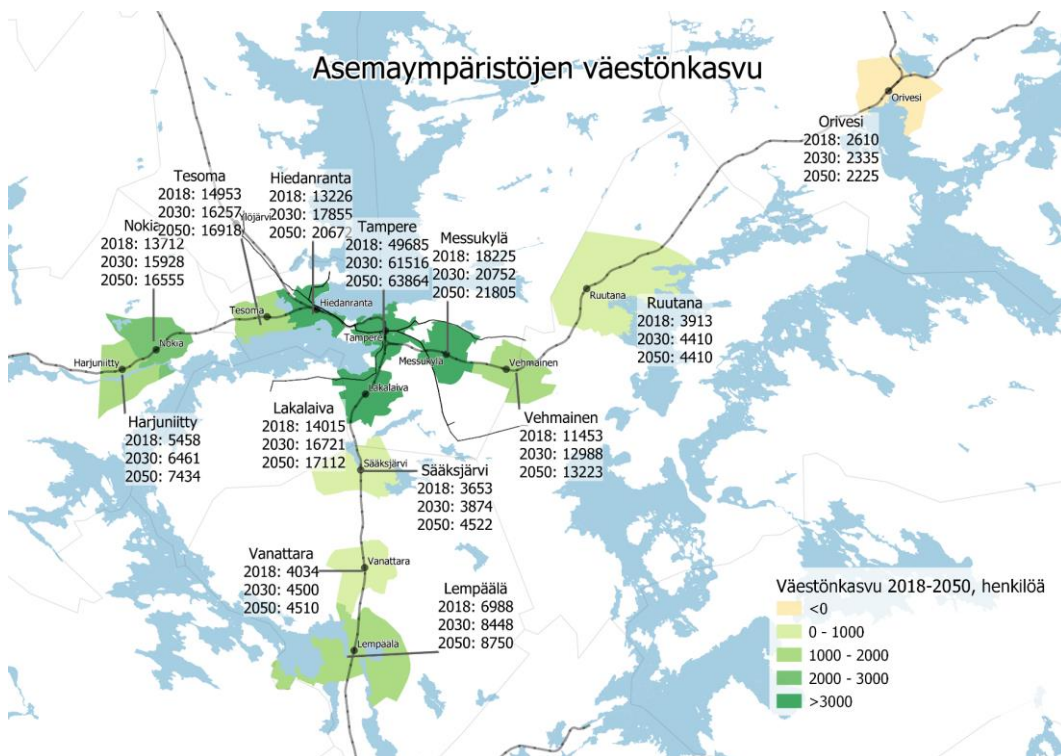 Asemaympäristöjen väestönkasvu
Orivesi
Orivesi
2018: 2610
2030: 2335
2050: 2225
Tesoma
2018: 14953
2030: 16257
2050: 16918
Ylöjärvi
Hiedanranta
2018: 13226
2030: 17855
2050: 20672
Nokia
2018: 13712
2030: 15928
2050: 16555
Tampere
2018: 49685
2030: 61516
2050: 63864
Messukylä
2018: 18225
2030: 20752
2050: 21805
Ruutana
Ruutana
2018: 3913
2030: 4410
2050: 4410
Tesoma
Hiedanranta
Nokia
Tampere
Harjuniitty
Messukylä
Vehmainen
Lakalaiva
Harjuniitty
2018: 5458
2030: 6461
2050: 7434
Lakalaiva
2018: 14015
2030: 16721
2050: 17112
Vehmainen
2018: 11453
2030: 12988
2050: 13223
Sääksjärvi
Sääksjärvi
2018: 3653
2030: 3874
2050: 4522
Vanattara
2018: 4034
2030: 4500
2050: 4510
Vanattara
Lempäälä
2018: 6988
2030: 8448
2050: 8750
Lempäälä
Väestönkasvu 2018-2050, henkilöä
<0
0 - 1000
1000 - 2000
2000 - 3000
>3000